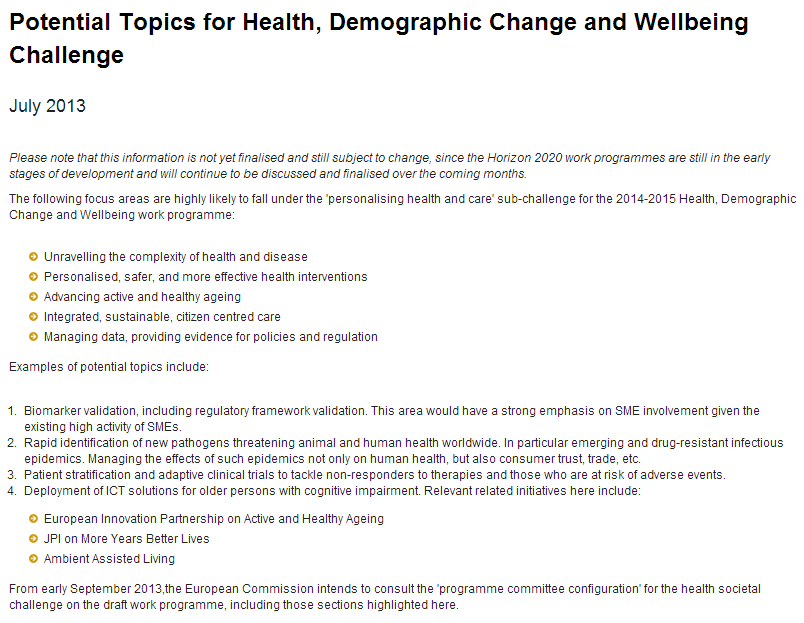 Potential Topics for Health, Demographic Change and Wellbeing
Challenge
July 2013
Please note that this information is not yet finalised and still subject to change, since the Horizon 2020 work programmes are still in the early
stages of development and will continue to be discussed and finalised over the coming months.
The following focus areas are highly likely to fall under the 'personalising health and care' sub-challenge for the 2014-2015 Health, Demographic
Change and Wellbeing work programme:
Unravelling the complexity of health and disease
Personalised, safer, and more effective health interventions
Advancing active and healthy ageing
Integrated, sustainable, citizen centred care
Managing data, providing evidence for policies and regulation
Examples of potential topics include:
1. Biomarker validation, including regulatory framework validation. This area would have a strong emphasis on SME involvement given the
existing high activity of SMEs.
2. Rapid identification of new pathogens threatening animal and human health worldwide. In particular emerging and drug-resistant infectious
epidemics. Managing the effects of such epidemics not only on human health, but also consumer trust, trade, etc.
3. Patient stratification and adaptive clinical trials to tackle non-responders to therapies and those who are at risk of adverse events.
4. Deployment of ICT solutions for older persons with cognitive impairment. Relevant related initiatives here include:
European Innovation Partnership on Active and Healthy Ageing
JPI on More Years Better Lives
Ambient Assisted Living
From early September 2013,the European Commission intends to consult the 'programme committee configuration' for the health societal
challenge on the draft work programme, including those sections highlighted here.